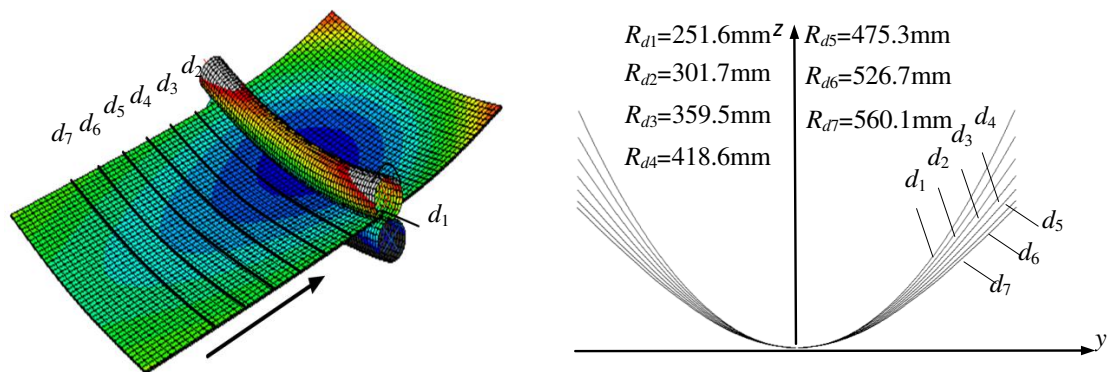 d7 d6 d5 d4 d3 d2
d1
z
Rd1=251.6mm
Rd2=301.7mm
Rd3=359.5mm
Rd4=418.6mm
Rd5=475.3mm
Rd6=526.7mm
Rd7=560.1mm
d1
d2
d3
d4
d5
d6
d7
y